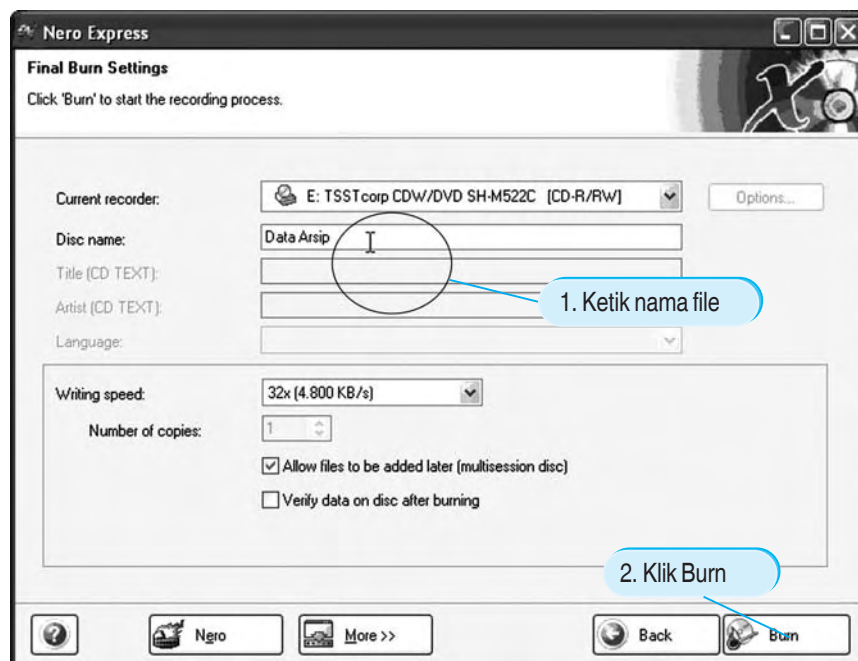 Nero Express
Final Burn Settings
Click 'Burn' to start the recording process.
Current recorder: E: TSSTcorp CDW/DVD SH-M522C [CD-R/RW] Options...
Disc name: Data Arsip
Title (CD TEXT):
1. Ketik nama file
Artist (CD TEXT):
Language:
Writing speed: 32x (4.800 KB/s)
Number of copies: 1
Allow files to be added later (multisession disc)
Verify data on disc after burning
2. Klik Burn
Nero More >> Back Burn